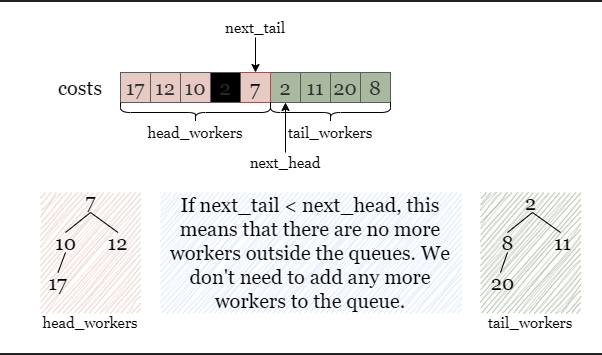 next_tail
costs 17 12 10 2 7 2 11 20 8
head_workers tail_workers
next_head
7
10 12
17
head_workers
If next_tail < next_head, this
means that there are no more
workers outside the queues. We
don't need to add any more
workers to the queue.
2
8 11
20
tail_workers